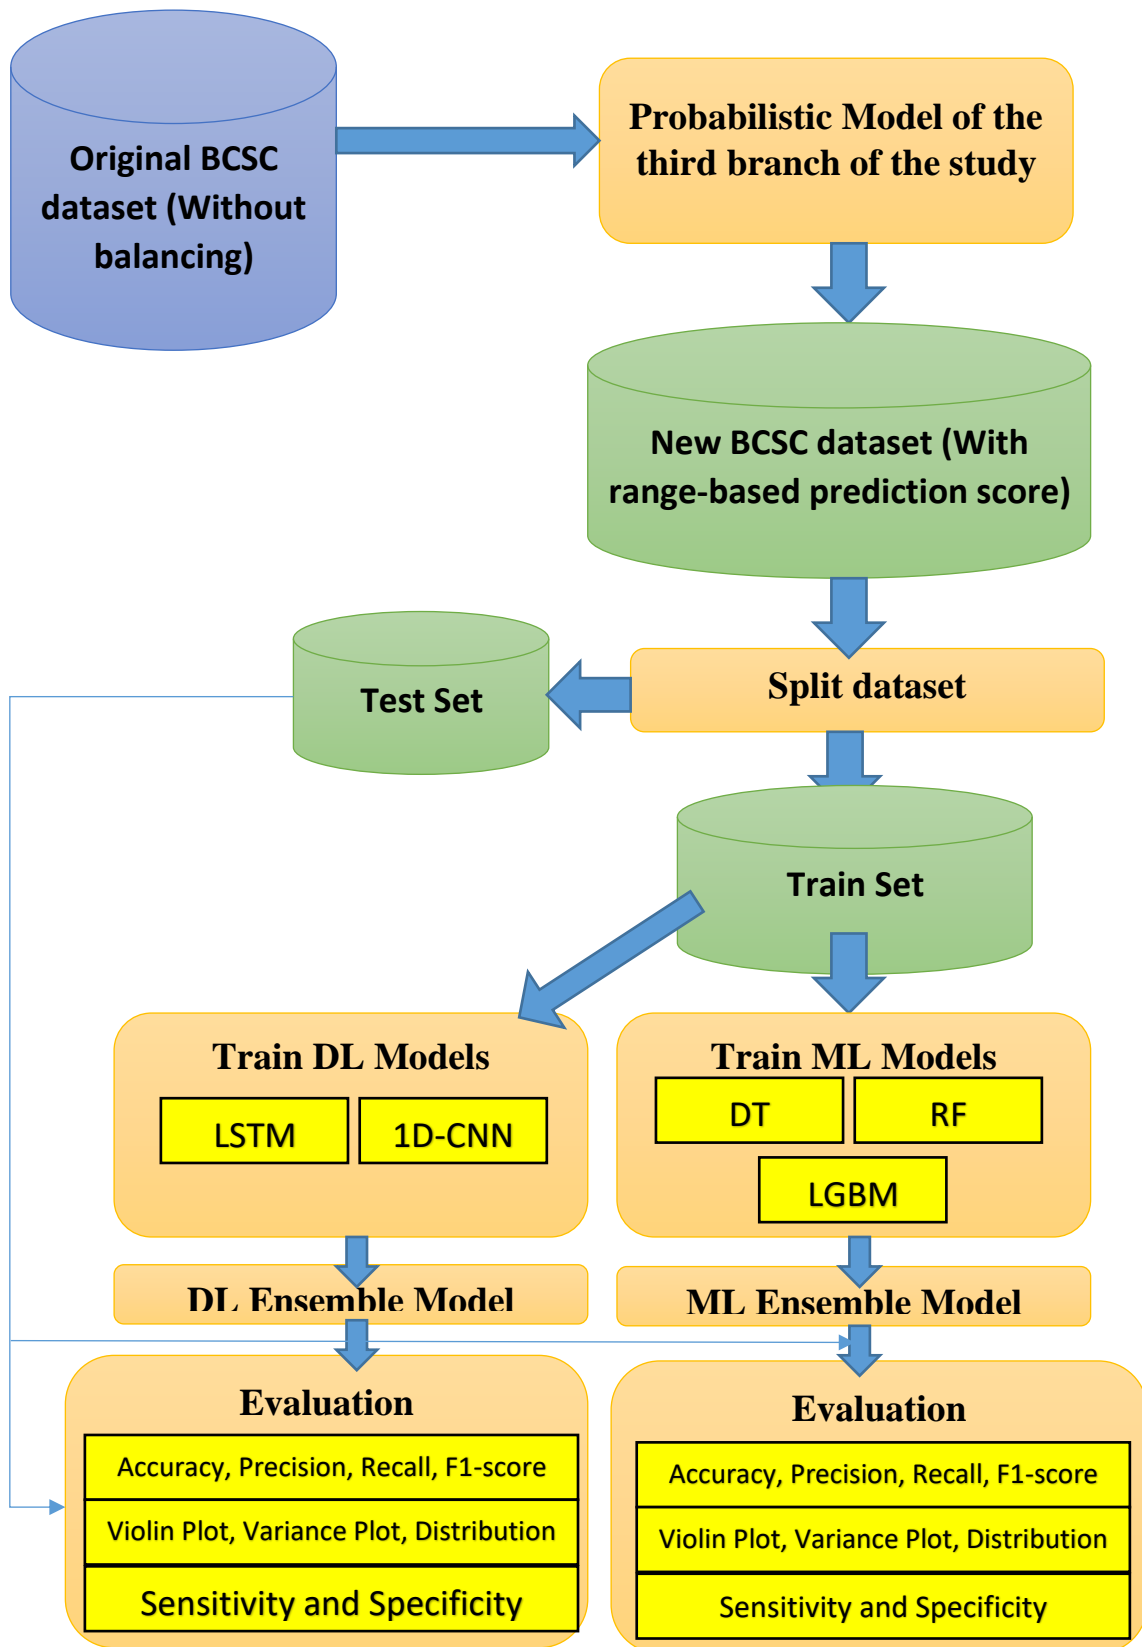 Original BCSC
dataset (Without
balancing)
Probabilistic Model of the
third branch of the study
New BCSC dataset (With
range-based prediction score)
Split dataset
Test Set
Train Set
Train DL Models
LSTM
1D-CNN
Train ML Models
DT
RF
LGBM
DL Ensemble Model
ML Ensemble Model
Evaluation
Accuracy, Precision, Recall, F1-score
Violin Plot, Variance Plot, Distribution
Sensitivity and Specificity
Evaluation
Accuracy, Precision, Recall, F1-score
Violin Plot, Variance Plot, Distribution
Sensitivity and Specificity